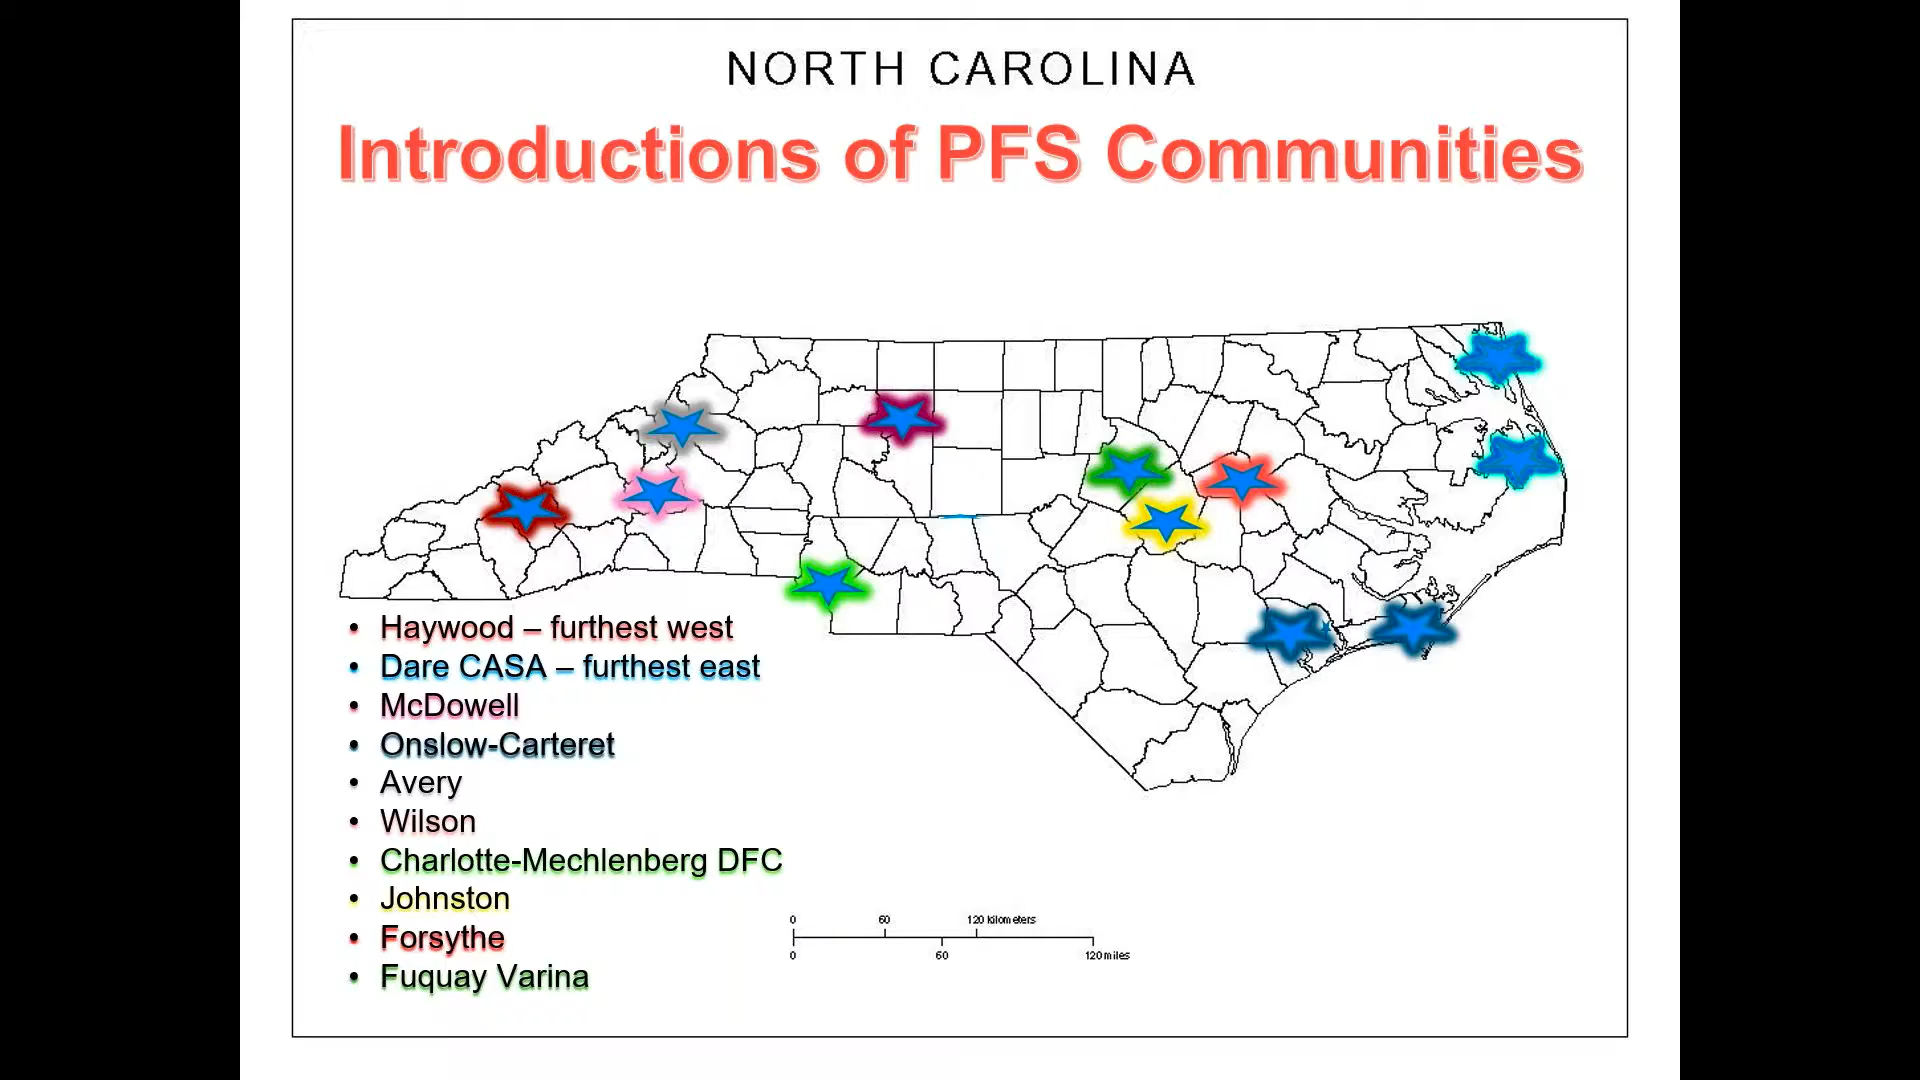 NORTH CAROLINA
Introductions of PFS Communities
• Haywood – furthest west
• Dare CASA – furthest east
• McDowell
• Onslow-Carteret
• Avery
• Wilson
• Charlotte-Mechlenberg DFC
• Johnston
• Forsythe
• Fuquay Varina
0 60 120 kilometers
0 60 120 miles